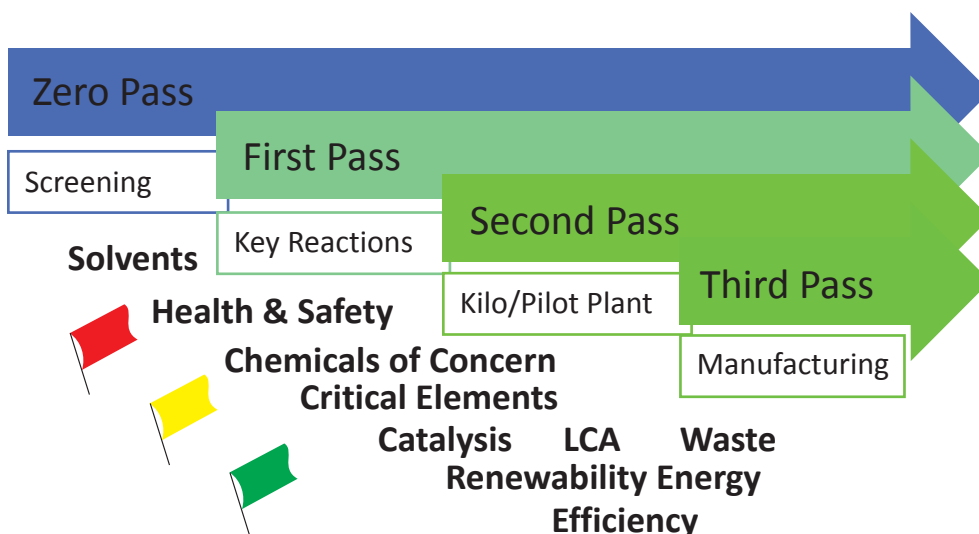 Zero Pass
Screening
First Pass
Key Reactions
Second Pass
Kilo/Pilot Plant
Third Pass
Manufacturing
Solvents
Health & Safety
Chemicals of Concern
Critical Elements
Catalysis LCA Waste
Renewability Energy
Efficiency